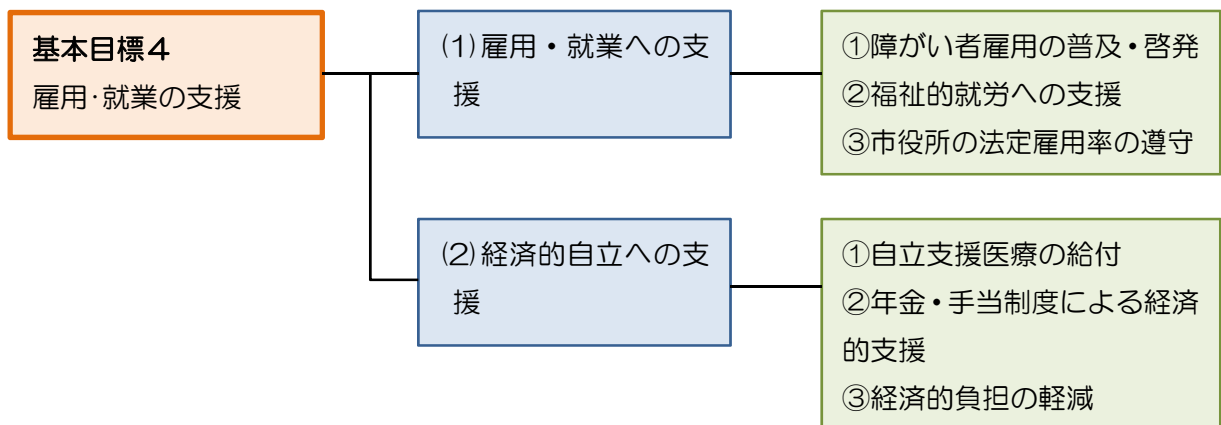 基本目標4
雇用･就業の支援
(1)雇用・就業への支
援
①障がい者雇用の普及・啓発
②福祉的就労への支援
③市役所の法定雇用率の遵守
(2)経済的自立への支
援
①自立支援医療の給付
②年金・手当制度による経済
的支援
③経済的負担の軽減